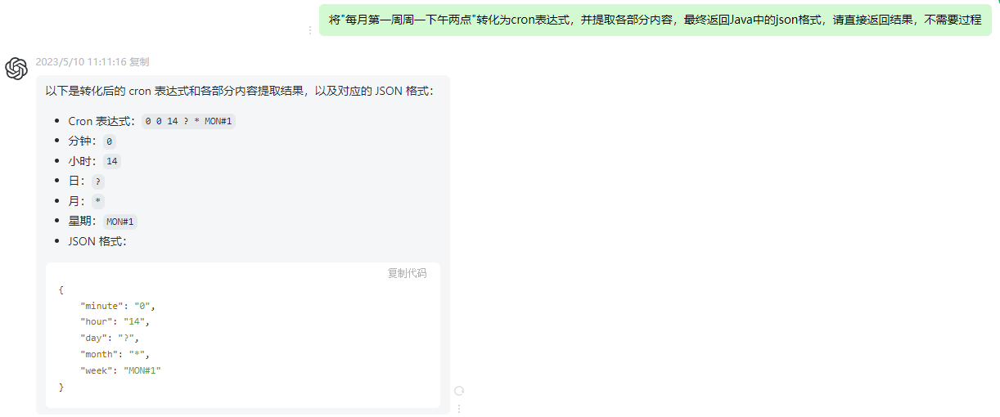 将"每月第一周周一下午两点"转化为cron表达式，并提取各部分内容，最终返回Java中的json格式，请直接返回结果，不需要过程
2023/5/10 11:11:16 复制
以下是转化后的 cron 表达式和各部分内容提取结果，以及对应的 JSON 格式：
• Cron 表达式：0 0 14 ? * MON#1
• 分钟：0
• 小时：14
• 日：?
• 月：*
• 星期：MON#1
• JSON 格式：
复制代码
{
    "minute": "0",
    "hour": "14",
    "day": "?",
    "month": "*",
    "week": "MON#1"
}